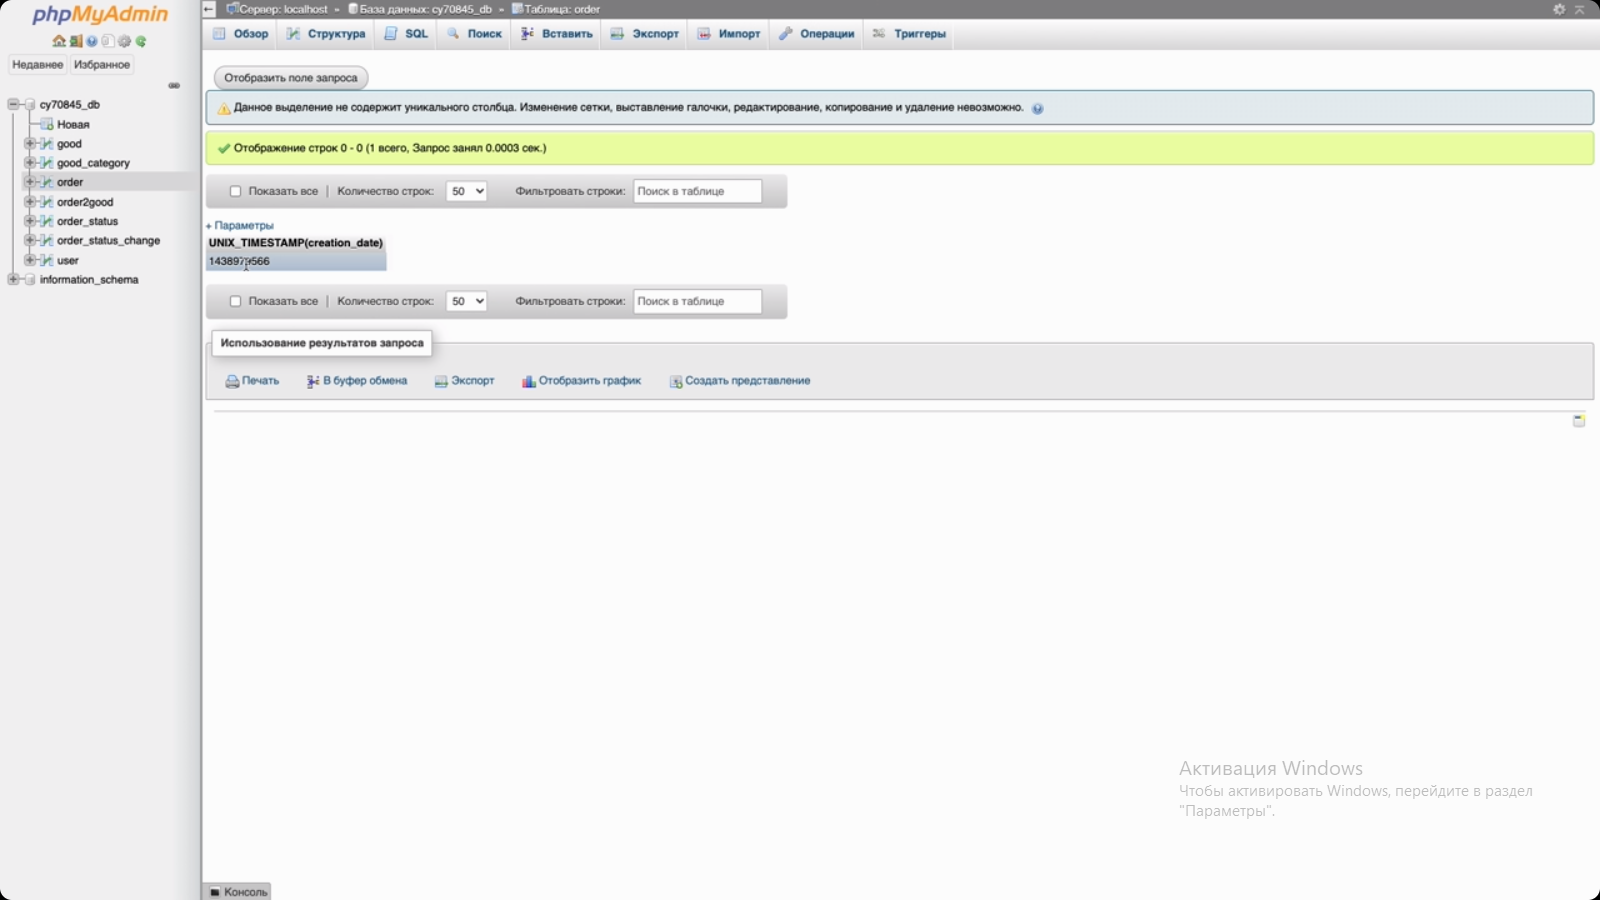 phpMyAdmin
Недавнее Избранное
cy70845_db
Новая
good
good_category
order
order2good
order_status
order_status_change
user
information_schema
Сервер: localhost » База данных: cy70845_db » Таблица: order
Обзор Структура SQL Поиск Вставить Экспорт Импорт Операции Триггеры
Отобразить поле запроса
Данное выделение не содержит уникального столбца. Изменение сетки, выставление галочки, редактирование, копирование и удаление невозможно.
Отображение строк 0 - 0 (1 всего, Запрос занял 0.0003 сек.)
Показать все | Количество строк: 50 Фильтровать строки: Поиск в таблице
+ Параметры
UNIX_TIMESTAMP(creation_date)
Показать все | Количество строк: 50 Фильтровать строки: Поиск в таблице
Использование результатов запроса
Печать В буфер обмена Экспорт Отобразить график Создать представление
Активация Windows
Чтобы активировать Windows, перейдите в раздел
"Параметры".
Консоль